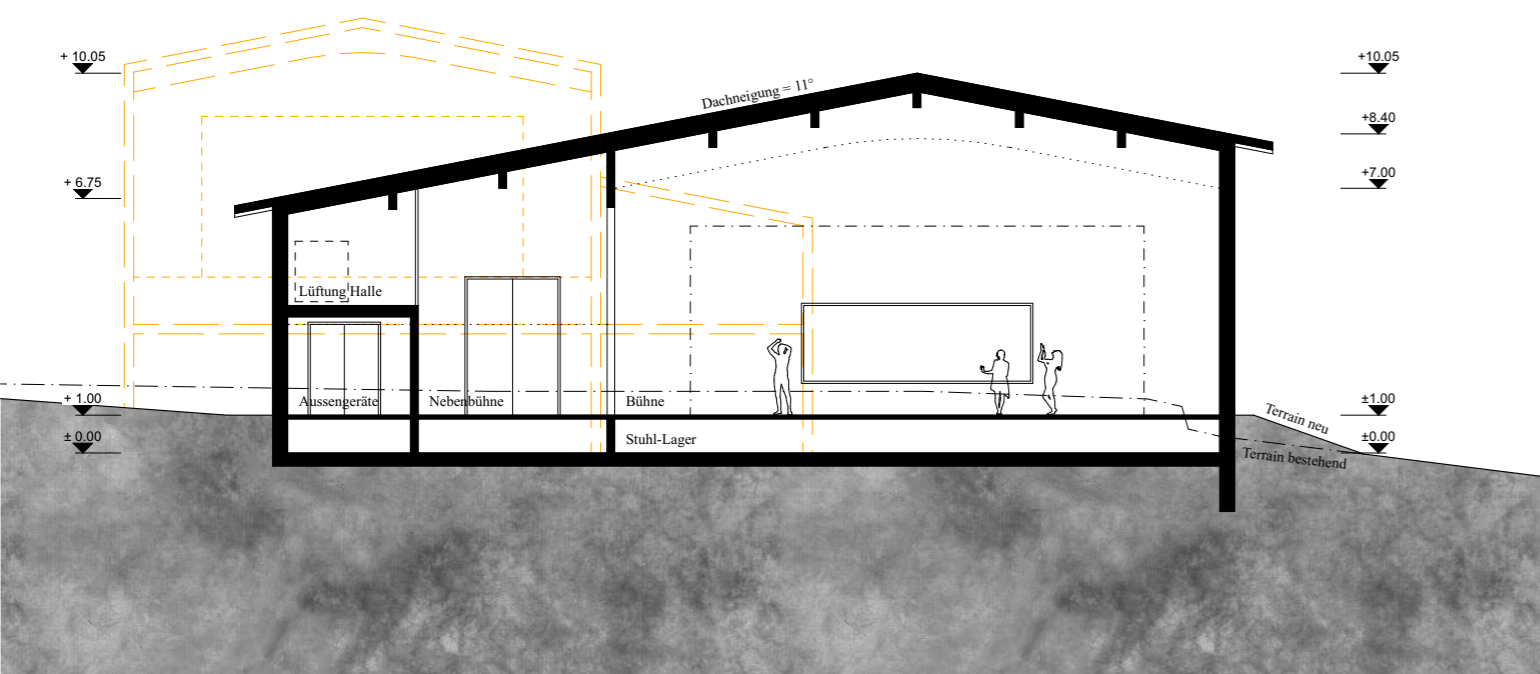 + 10.05
+10.05
Dachneigung = 11°
+8.40
+ 6.75
+7.00
Lüftung Halle
+ 1.00
Aussengeräte
Nebenbühne
Bühne
±1.00
Terrain neu
± 0.00
Stuhl-Lager
±0.00
Terrain bestehend